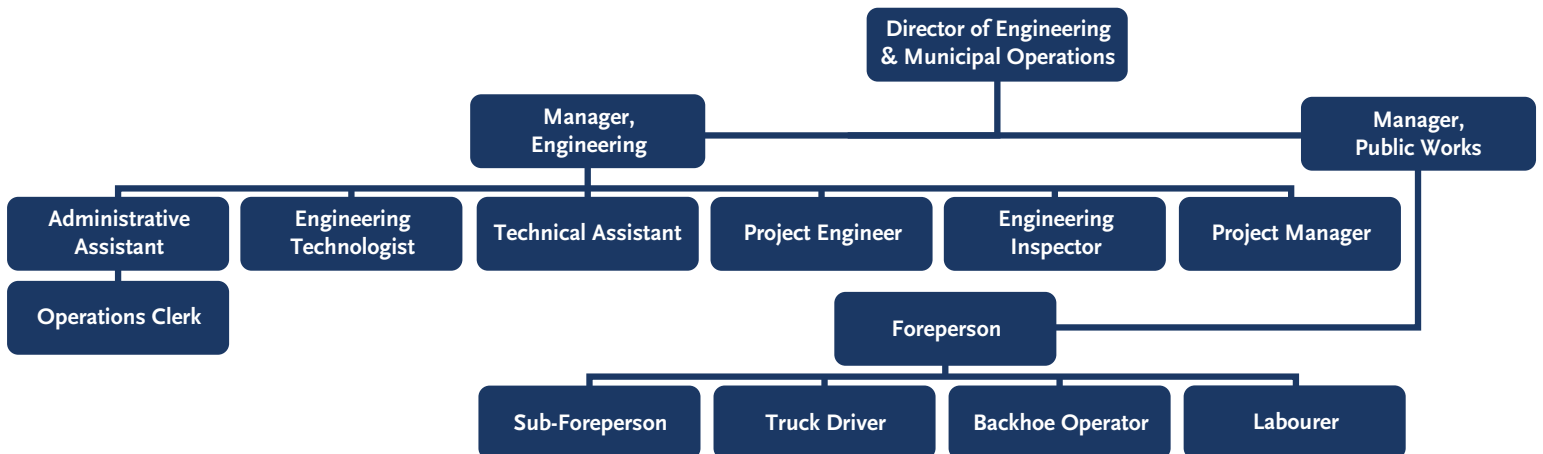 Director of Engineering
& Municipal Operations
Manager,
Engineering
Manager,
Public Works
Administrative
Assistant
Engineering
Technologist
Technical Assistant
Project Engineer
Engineering
Inspector
Project Manager
Operations Clerk
Foreperson
Sub-Foreperson
Truck Driver
Backhoe Operator
Labourer